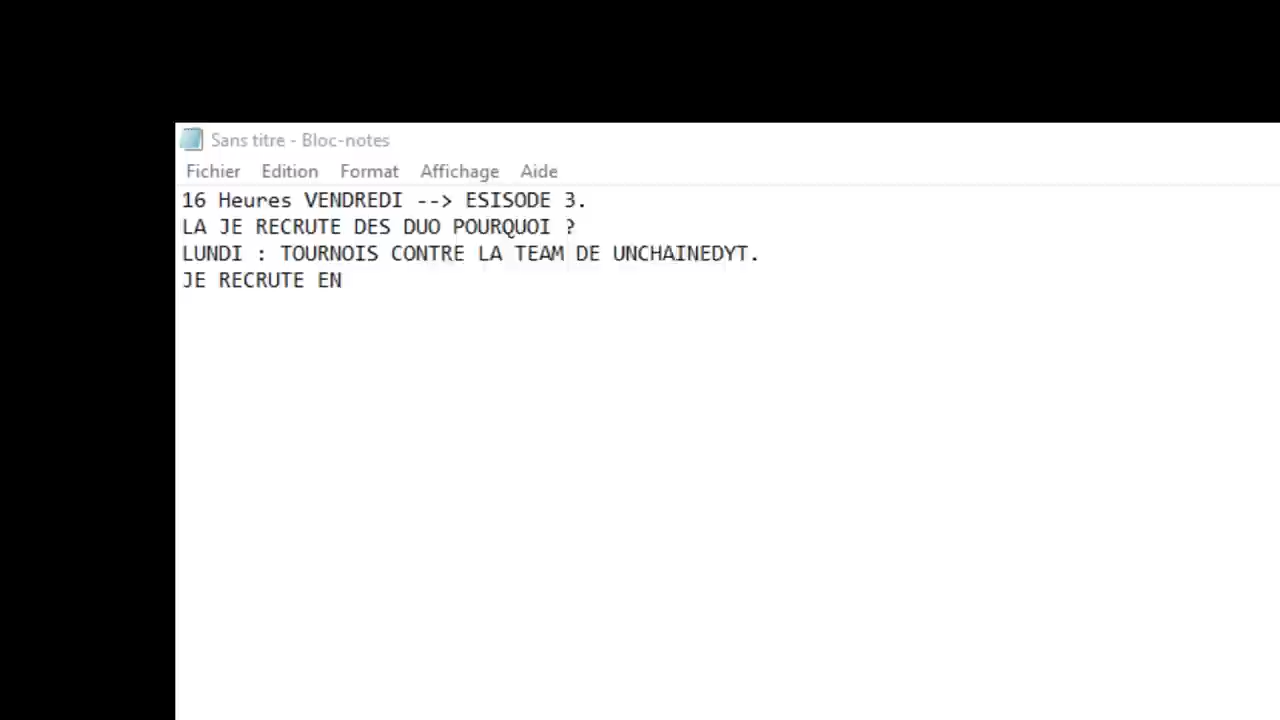 Sans titre - Bloc-notes
Fichier Edition Format Affichage Aide
16 Heures VENDREDI --> ESISODE 3.
LA JE RECRUTE DES DUO POURQUOI ?
LUNDI : TOURNOIS CONTRE LA TEAM DE UNCHAINEDYT.
JE RECRUTE EN